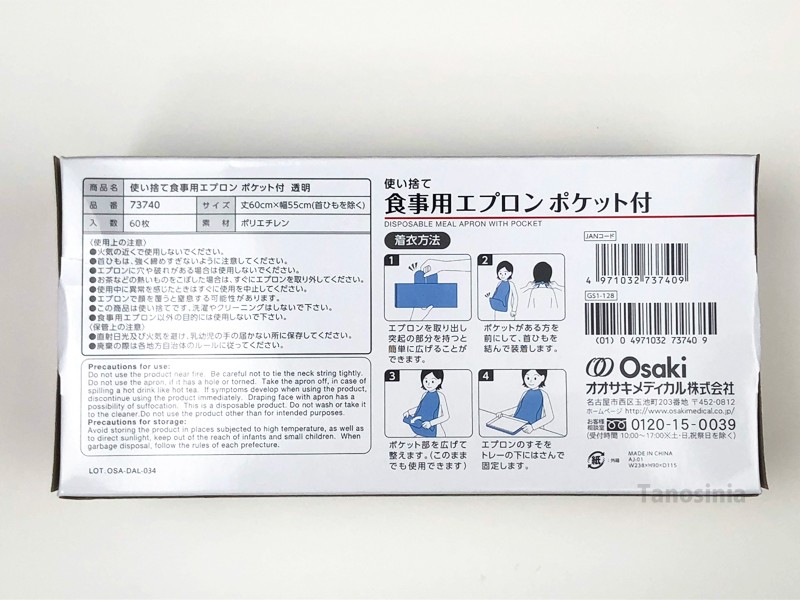 商品名 使い捨て食事用エプロン ポケット付 透明
品番 73740 サイズ 丈60cm×幅55cm(首ひもを除く)
入数 60枚 素材 ポリエチレン
〈使用上の注意〉
●火気の近くで使用しないでください。
●首ひもは、強く締めすぎないように注意してください。
●エプロンに穴や破れがある場合は使用しないでください。
●お茶などの熱いものをこぼした場合は、すぐにエプロンを取り外してください。
●使用中に異常を感じたときはすぐに使用を中止してください。
●エプロンで顔を覆うと窒息する可能性があります。
●この商品は使い捨てです。洗濯やクリーニングはしないで下さい。
●食事用エプロン以外の目的には使用しないで下さい。
〈保管上の注意〉
●直射日光及び火気を避け、乳幼児の手の届かない所に保存してください。
●廃棄の際は各地方自治体のルールに従ってください。
Precautions for use:
Do not use the product near fire. Be careful not to tie the neck string tightly.
Do not use the apron, if it has a hole or torned. Take the apron off, in case of
spilling a hot drink like hot tea. If symptoms develop when using the product,
discontinue using the product immediately. Draping face with apron has a
possibility of suffocation. This is a disposable product. Do not wash or take it to
the cleaner.Do not use the product other than for intended purposes.
Precautions for storage:
Avoid storing the product in places subjected to high temperature, as well as
to direct sunlight, keep out of the reach of infants and small children. When
garbage disposal, follow the rules of each prefecture.
LOT. OSA-DAL-034
使い捨て
食事用エプロン ポケット付
DISPOSABLE MEAL APRON WITH POCKET
着衣方法
1
エプロンを取り出し
突起の部分を持つと
簡単に広げることが
できます。
2
ポケットがある方を
前にして、首ひもを
結んで装着します。
3
ポケット部を広げて
整えます。(このまま
でも使用できます)
4
エプロンのすそを
トレーの下にはさんで
固定します。
JANコード
4 971032 737409
GS1-128
(01) 0 4971032 73740 9
Osaki
オオサキメディカル株式会社
名古屋市西区玉池町203番地 〒452-0812
ホームページ http://www.osakimedical.co.jp/
お客様相談室 0120-15-0039
(受付時間 10:00〜17:00※土・日、祝祭日を除く)
紙 :外箱
MADE IN CHINA
AJ-01
W238×H90×D115
Tanosinia